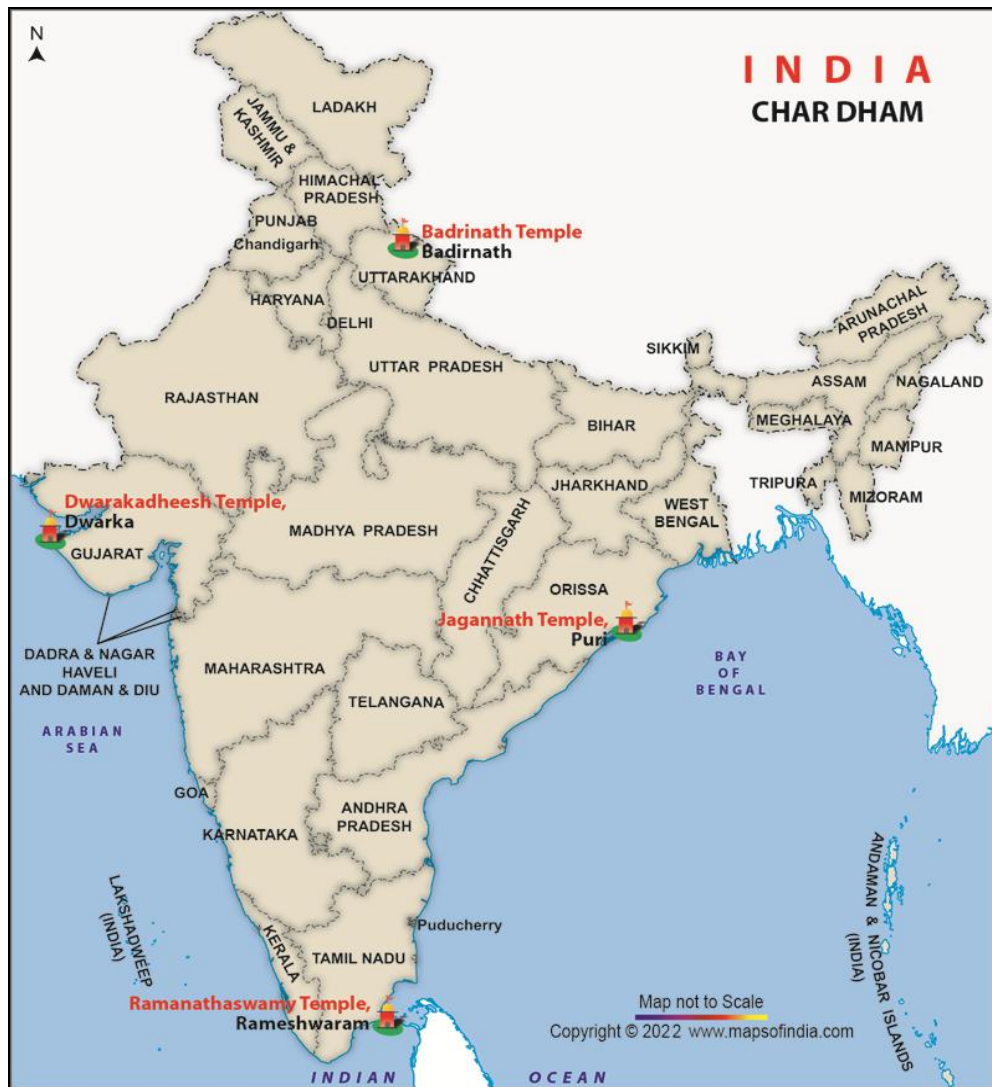 N
INDIA
CHAR DHAM
LADAKH
JAMMU &
KASHMIR
HIMACHAL
PRADESH
PUNJAB
Chandigarh
Badrinath Temple
Badirnath
UTTARAKHAND
HARYANA
DELHI
ARUNACHAL
PRADESH
SIKKIM
UTTAR PRADESH
ASSAM
NAGALAND
RAJASTHAN
BIHAR
MEGHALAYA
MANIPUR
JHARKHAND
TRIPURA
MIZORAM
Dwarakadheesh Temple,
Dwarka
GUJARAT
MADHYA PRADESH
CHHATTISGARH
WEST
BENGAL
ORISSA
Jagannath Temple,
Puri
DADRA & NAGAR
HAVELI
AND DAMAN & DIU
MAHARASHTRA
BAY
OF
BENGAL
TELANGANA
ARABIAN
SEA
GOA
ANDHRA
PRADESH
KARNATAKA
LAKSHADWEEP
(INDIA)
ANDAMAN & NICOBAR ISLANDS
(INDIA)
Puducherry
KERALA
TAMIL NADU
Ramanathaswamy Temple,
Rameshwaram
Map not to Scale
Copyright © 2022 www.mapsofindia.com
INDIAN OCEAN